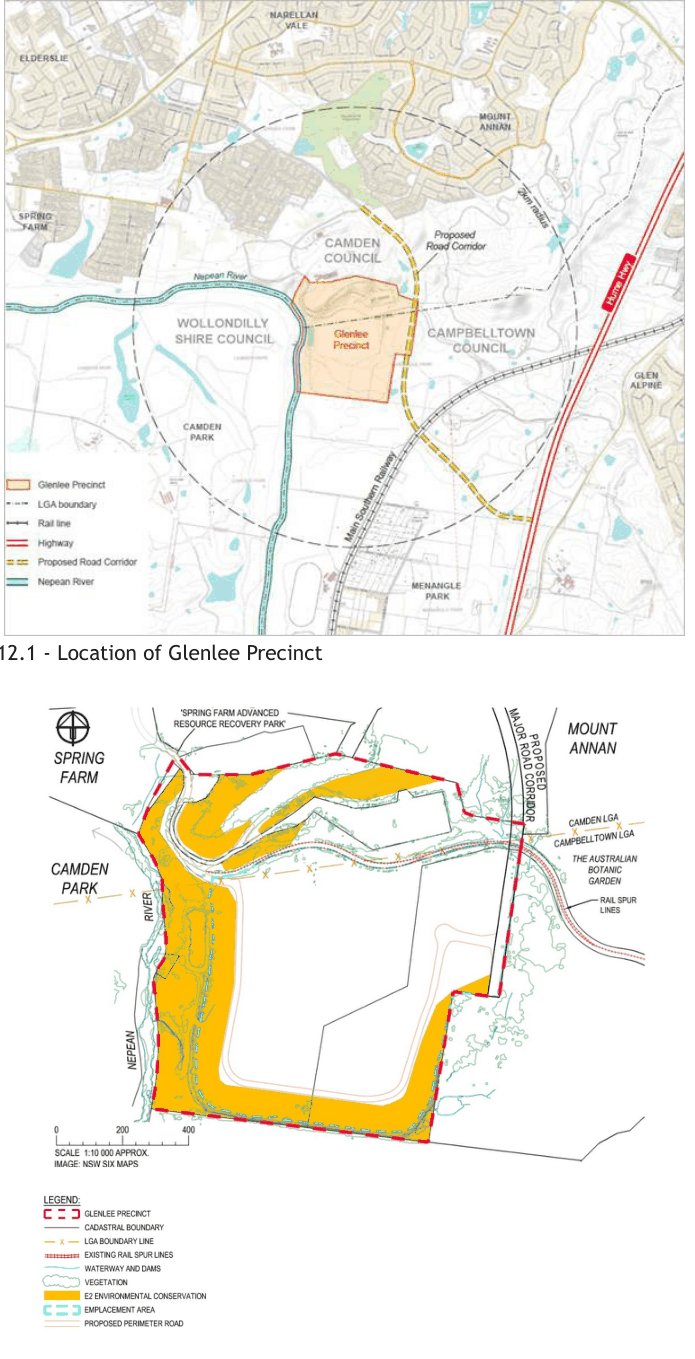 NARELLAN
VALE
ELDERSLIE
MOUNT
ANNAN
SPRING
FARM
2km radius
Proposed
Road Corridor
CAMDEN
COUNCIL
Nepean River
Hume Hwy
WOLLONDILLY
SHIRE COUNCIL
Glenlee
Precinct
CAMPBELLTOWN
COUNCIL
GLEN
ALPINE
CAMDEN
PARK
Main Southern Railway
MENANGLE
PARK
Glenlee Precinct
LGA boundary
Rail line
Highway
Proposed Road Corridor
Nepean River
12.1 - Location of Glenlee Precinct
'SPRING FARM ADVANCED
RESOURCE RECOVERY PARK'
SPRING
FARM
PROPOSED
MAJOR ROAD CORRIDOR
MOUNT
ANNAN
CAMDEN LGA
CAMPBELLTOWN LGA
THE AUSTRALIAN
BOTANIC
GARDEN
RAIL SPUR
LINES
CAMDEN
PARK
RIVER
NEPEAN
0 200 400
SCALE 1:10 000 APPROX.
IMAGE: NSW SIX MAPS
LEGEND:
GLENLEE PRECINCT
CADASTRAL BOUNDARY
LGA BOUNDARY LINE
EXISTING RAIL SPUR LINES
WATERWAY AND DAMS
VEGETATION
E2 ENVIRONMENTAL CONSERVATION
EMPLACEMENT AREA
PROPOSED PERIMETER ROAD